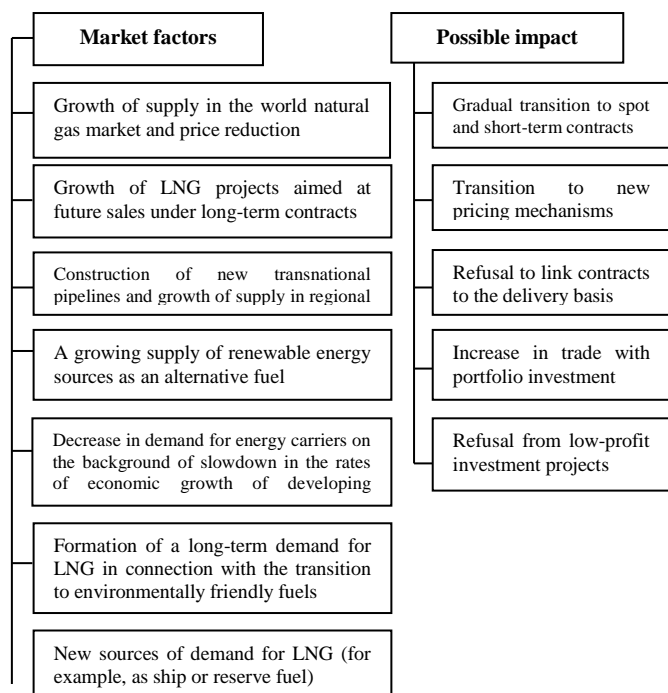 Market factors
Growth of supply in the world natural
gas market and price reduction
Growth of LNG projects aimed at
future sales under long-term contracts
Construction of new transnational
pipelines and growth of supply in regional
A growing supply of renewable energy
sources as an alternative fuel
Decrease in demand for energy carriers on
the background of slowdown in the rates
of economic growth of developing
Formation of a long-term demand for
LNG in connection with the transition
to environmentally friendly fuels
New sources of demand for LNG (for
example, as ship or reserve fuel)
Possible impact
Gradual transition to spot
and short-term contracts
Transition to new
pricing mechanisms
Refusal to link contracts
to the delivery basis
Increase in trade with
portfolio investment
Refusal from low-profit
investment projects